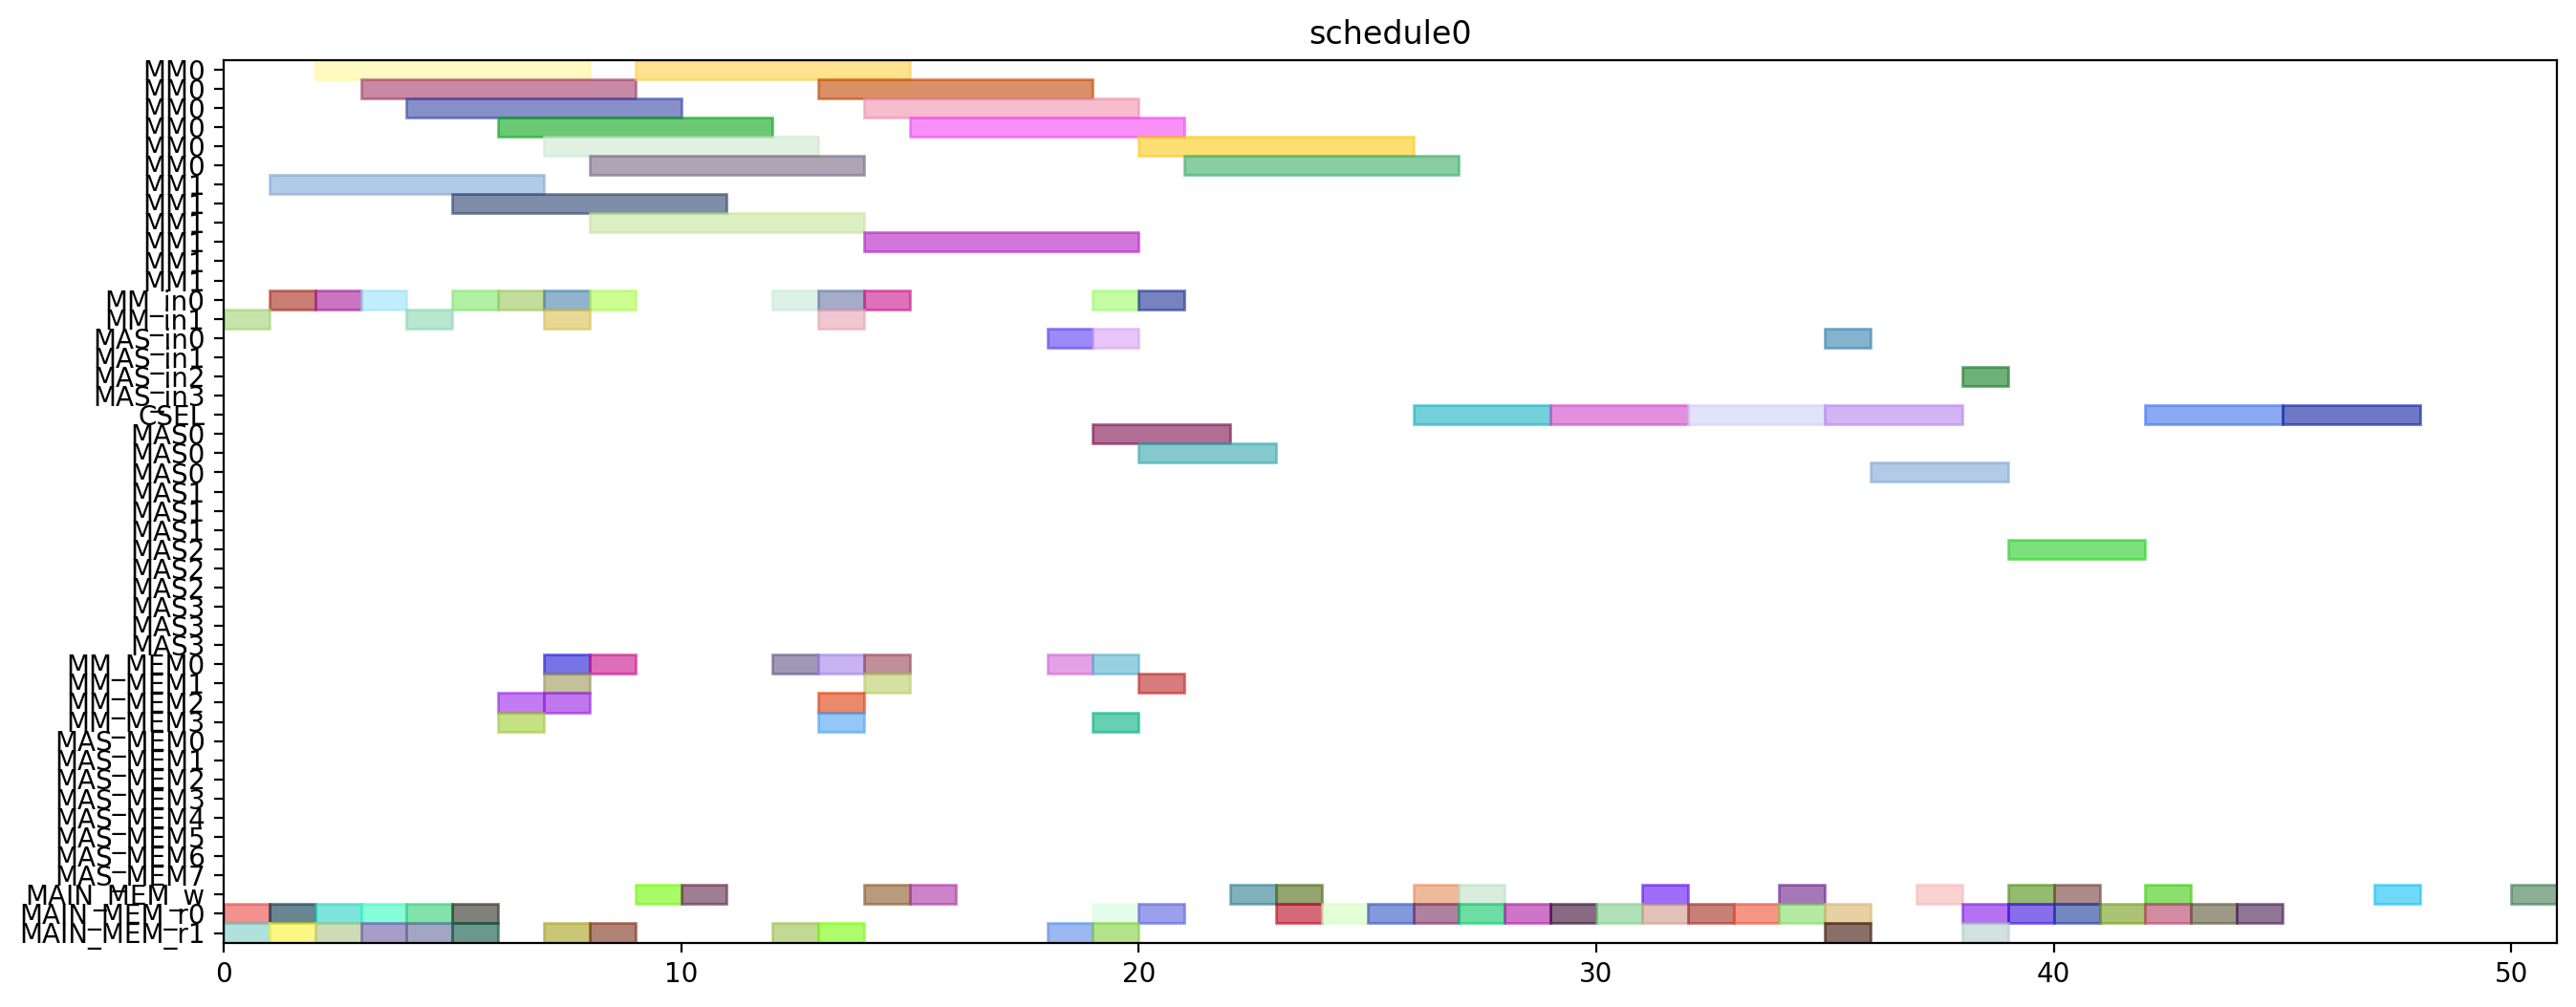 schedule0
MM0
MM0
MM0
MM0
MM0
MM0
MM1
MM1
MM1
MM1
MM1
MM1
MM_in0
MM_in1
MAS_in0
MAS_in1
MAS_in2
MAS_in3
CSEL
MAS0
MAS0
MAS0
MAS1
MAS1
MAS1
MAS2
MAS2
MAS2
MAS3
MAS3
MAS3
MM_MEM0
MM_MEM1
MM_MEM2
MM_MEM3
MAS_MEM0
MAS_MEM1
MAS_MEM2
MAS_MEM3
MAS_MEM4
MAS_MEM5
MAS_MEM6
MAS_MEM7
MAIN_MEM_w
MAIN_MEM_r0
MAIN_MEM_r1
0 10 20 30 40 50